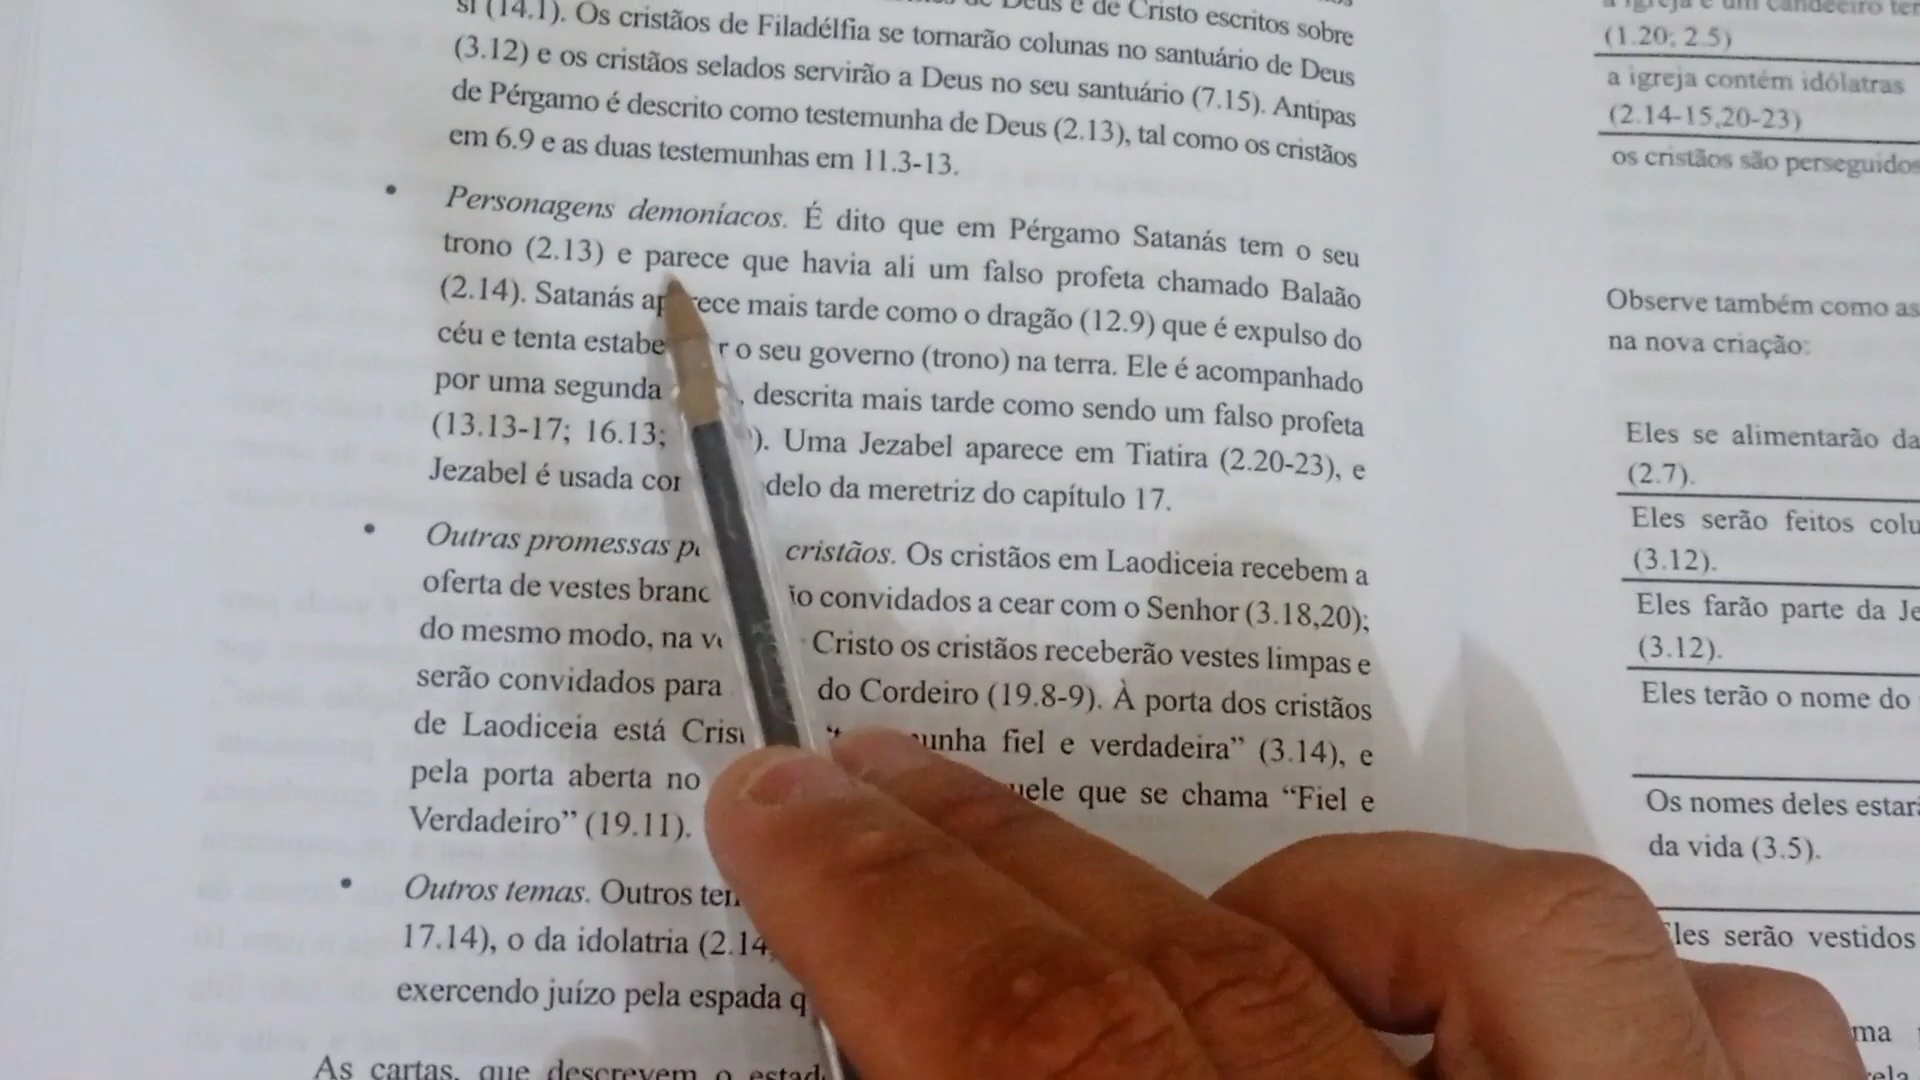 si (14.1). Os cristãos de Filadélfia se tornarão colunas no santuário de Deus
de Deus e de Cristo escritos sobre
(3.12) e os cristãos selados servirão a Deus no seu santuário (7.15). Antipas
de Pérgamo é descrito como testemunha de Deus (2.13), tal como os cristãos
em 6.9 e as duas testemunhas em 11.3-13.
• Personagens demoníacos. É dito que em Pérgamo Satanás tem o seu
trono (2.13) e parece que havia ali um falso profeta chamado Balaão
(2.14). Satanás mais tarde como o dragão (12.9) que é expulso do
céu e tenta o seu governo (trono) na terra. Ele é acompanhado
por uma segunda , descrita mais tarde como sendo um falso profeta
(13.13-17; 16.13; ). Uma Jezabel aparece em Tiatira (2.20-23), e
Jezabel é usada da meretriz do capítulo 17.
• Outras promessas cristãos. Os cristãos em Laodiceia recebem a
oferta de vestes convidados a cear com o Senhor (3.18,20);
do mesmo modo, na Cristo os cristãos receberão vestes limpas e
serão convidados para do Cordeiro (19.8-9). À porta dos cristãos
de Laodiceia está fiel e verdadeira” (3.14), e
pela porta aberta no que se chama “Fiel e
Verdadeiro” (19.11).
• Outros temas. Outros
17.14), o da idolatria (2.14,
exercendo juízo pela espada
As cartas, que descrevem o
(1.20; 2.5)
a igreja contém idólatras
(2.14-15,20-23)
os cristãos são perseguidos
Observe também como as
na nova criação:
Eles se alimentarão da
(2.7).
Eles serão feitos
(3.12).
Eles farão parte da
(3.12).
Eles terão o nome do
Os nomes deles
da vida (3.5).
serão vestidos